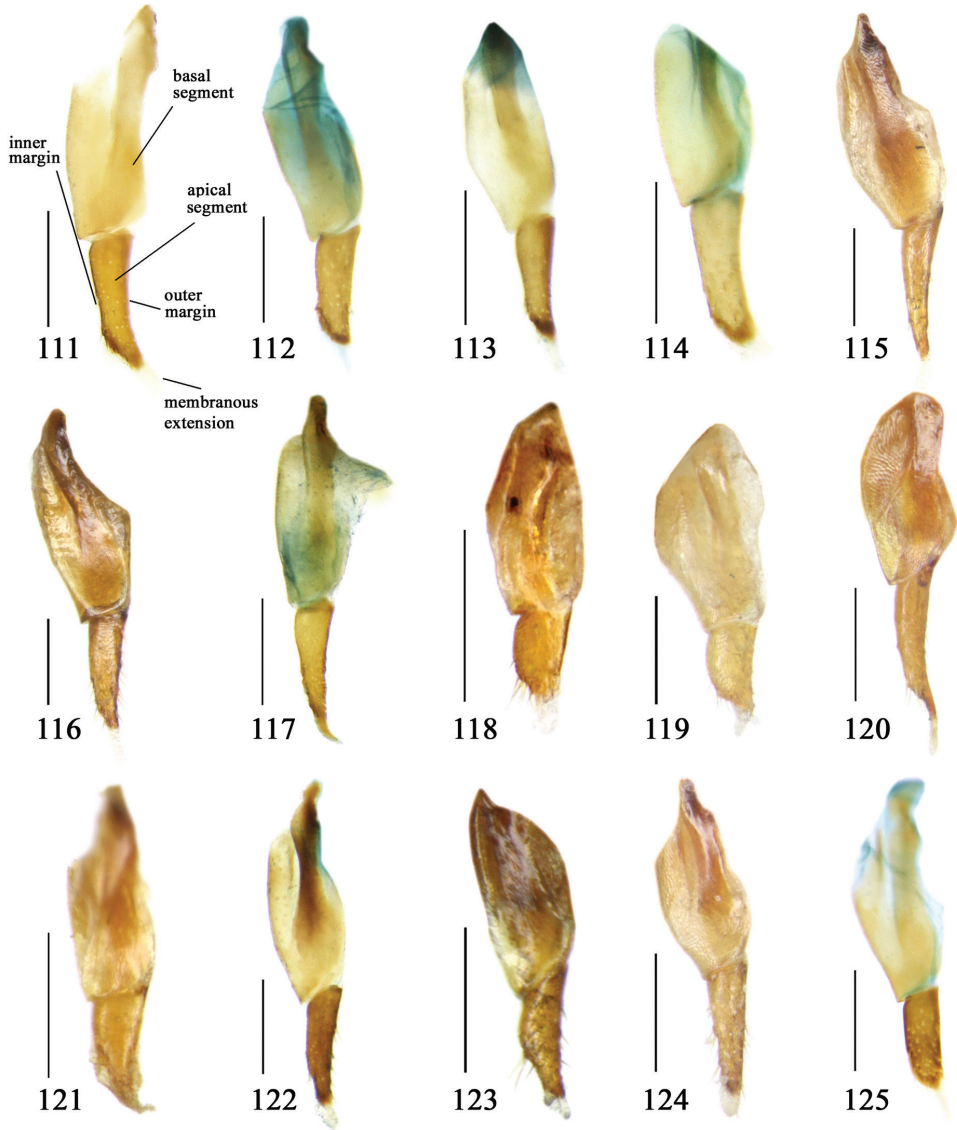 basal
segment
inner
margin
apical
segment
outer
margin
111
112
113
114
115
membranous
extension
116
117
118
119
120
121
122
123
124
125